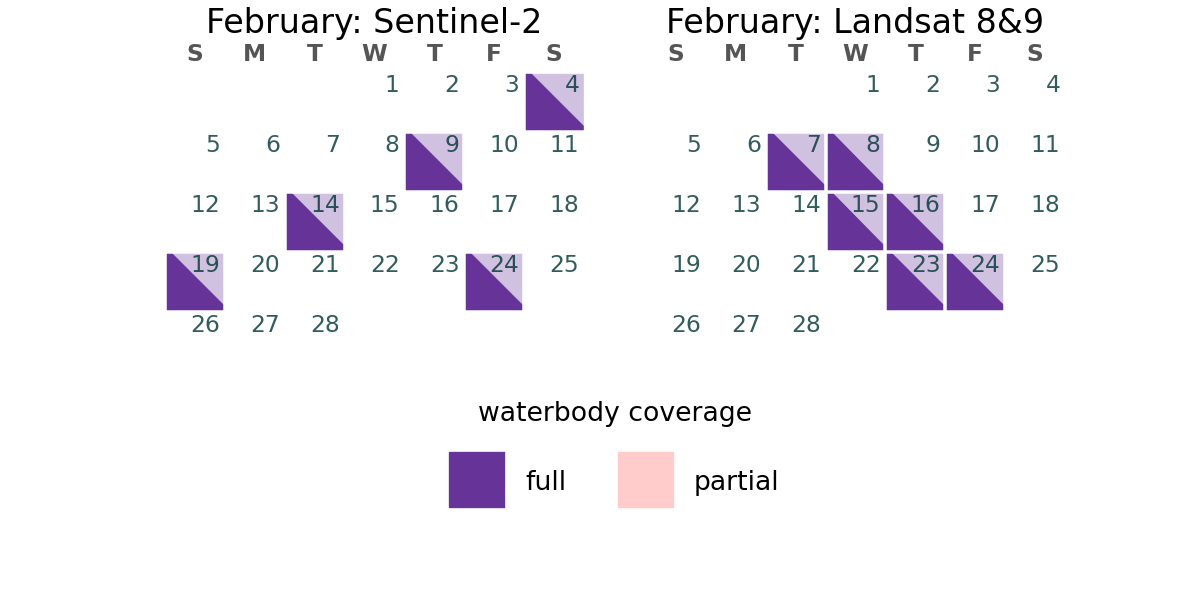 February: Sentinel-2
S M T W T F S
1 2 3 4
5 6 7 8 9 10 11
12 13 14 15 16 17 18
19 20 21 22 23 24 25
26 27 28
February: Landsat 8&9
S M T W T F S
1 2 3 4
5 6 7 8 9 10 11
12 13 14 15 16 17 18
19 20 21 22 23 24 25
26 27 28
waterbody coverage
full partial